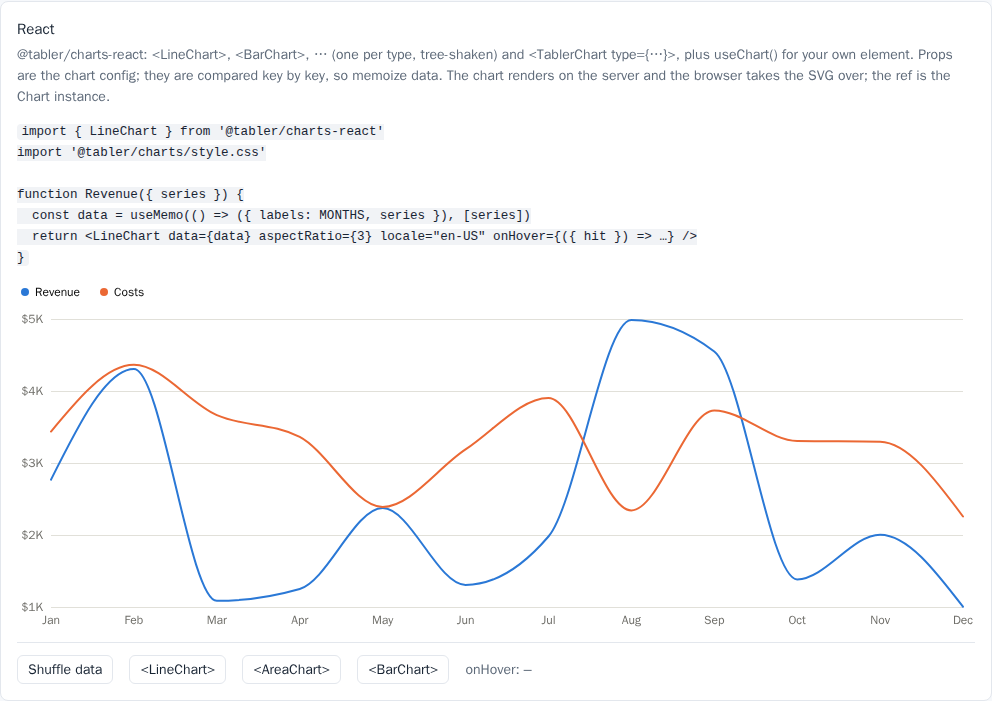 React
@tabler/charts-react: <LineChart>, <BarChart>, ⋯ (one per type, tree-shaken) and <TablerChart type={⋯}>, plus useChart() for your own element. Props
are the chart config; they are compared key by key, so memoize data. The chart renders on the server and the browser takes the SVG over; the ref is the
Chart instance.
import { LineChart } from '@tabler/charts-react'
import '@tabler/charts/style.css'
function Revenue({ series }) {
  const data = useMemo(() => ({ labels: MONTHS, series }), [series])
  return <LineChart data={data} aspectRatio={3} locale="en-US" onHover={({ hit }) => …} />
}
Revenue Costs
$5K
$4K
$3K
$2K
$1K
Jan Feb Mar Apr May Jun Jul Aug Sep Oct Nov Dec
Shuffle data <LineChart> <AreaChart> <BarChart> onHover: —